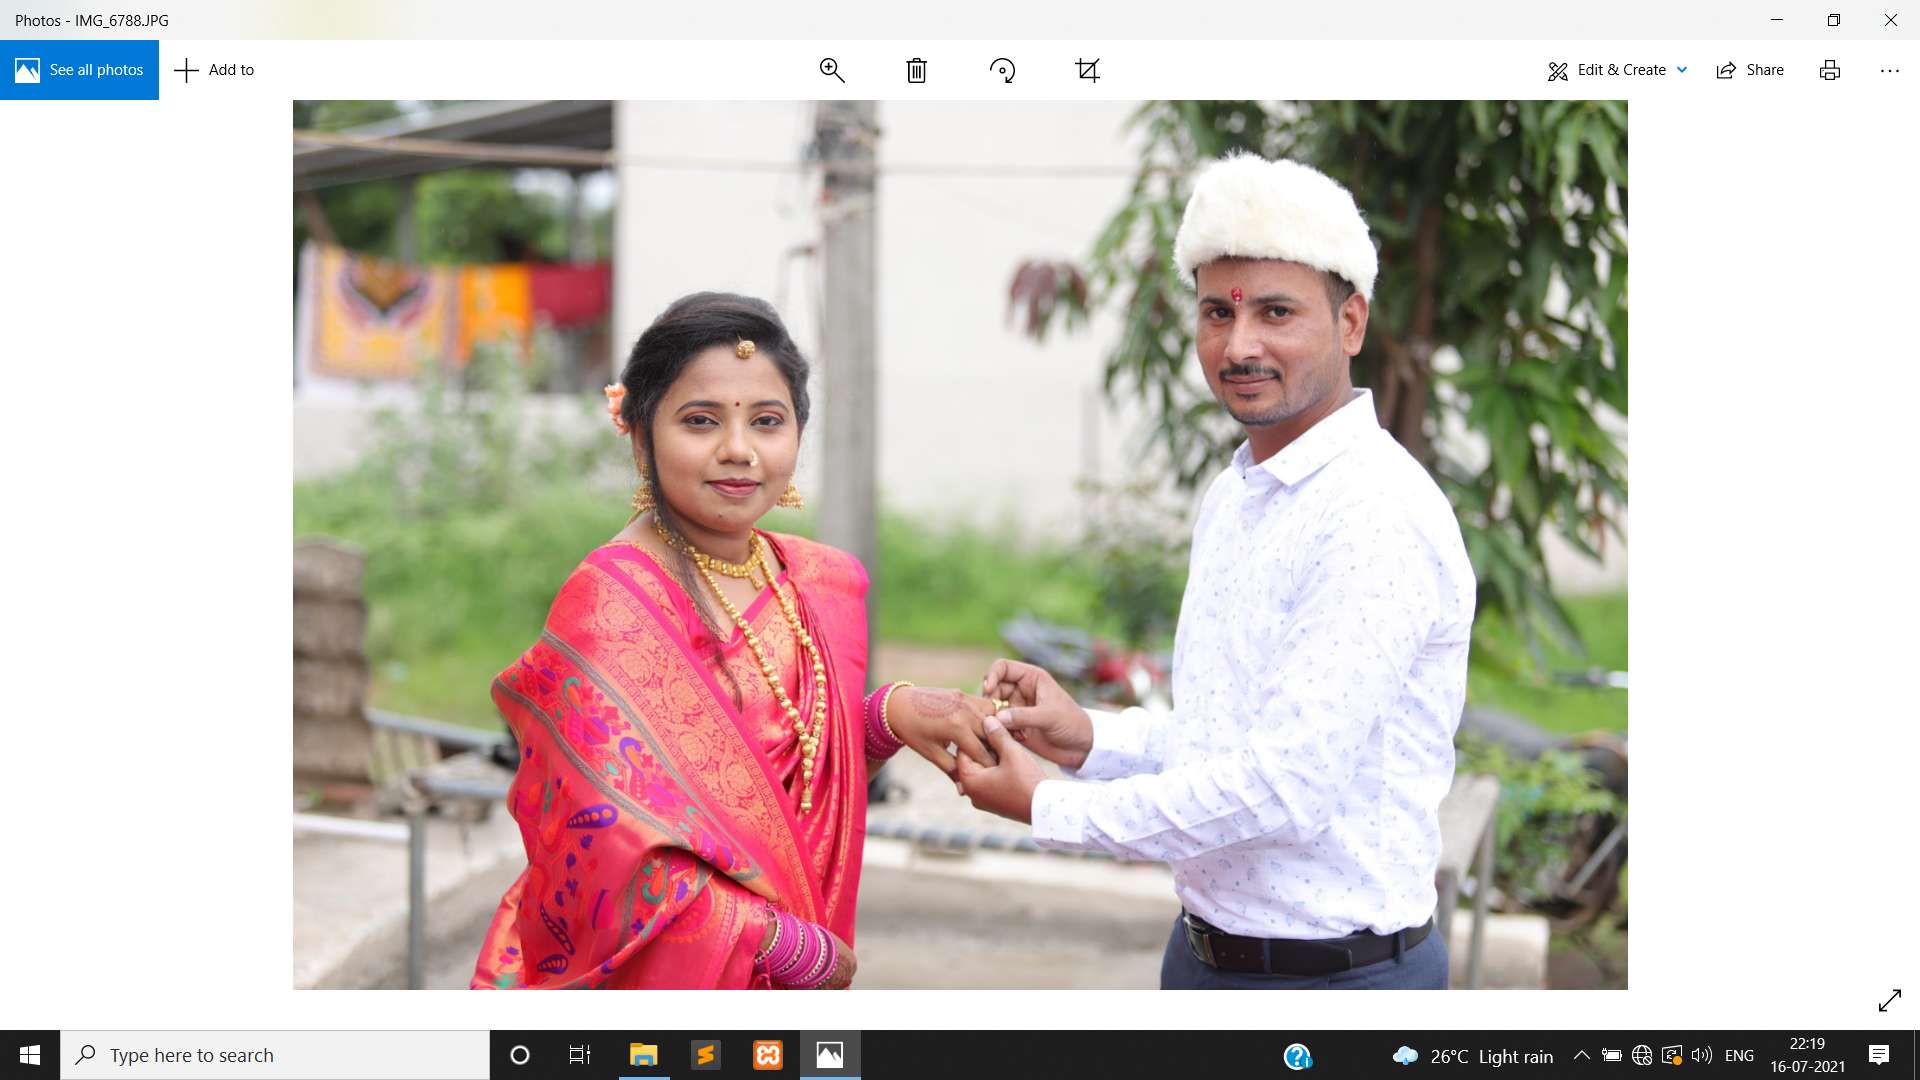 Photos - IMG_6788.JPG
See all photos
Add to
Edit & Create
Share
Type here to search
26°C Light rain
ENG
22:19
16-07-2021